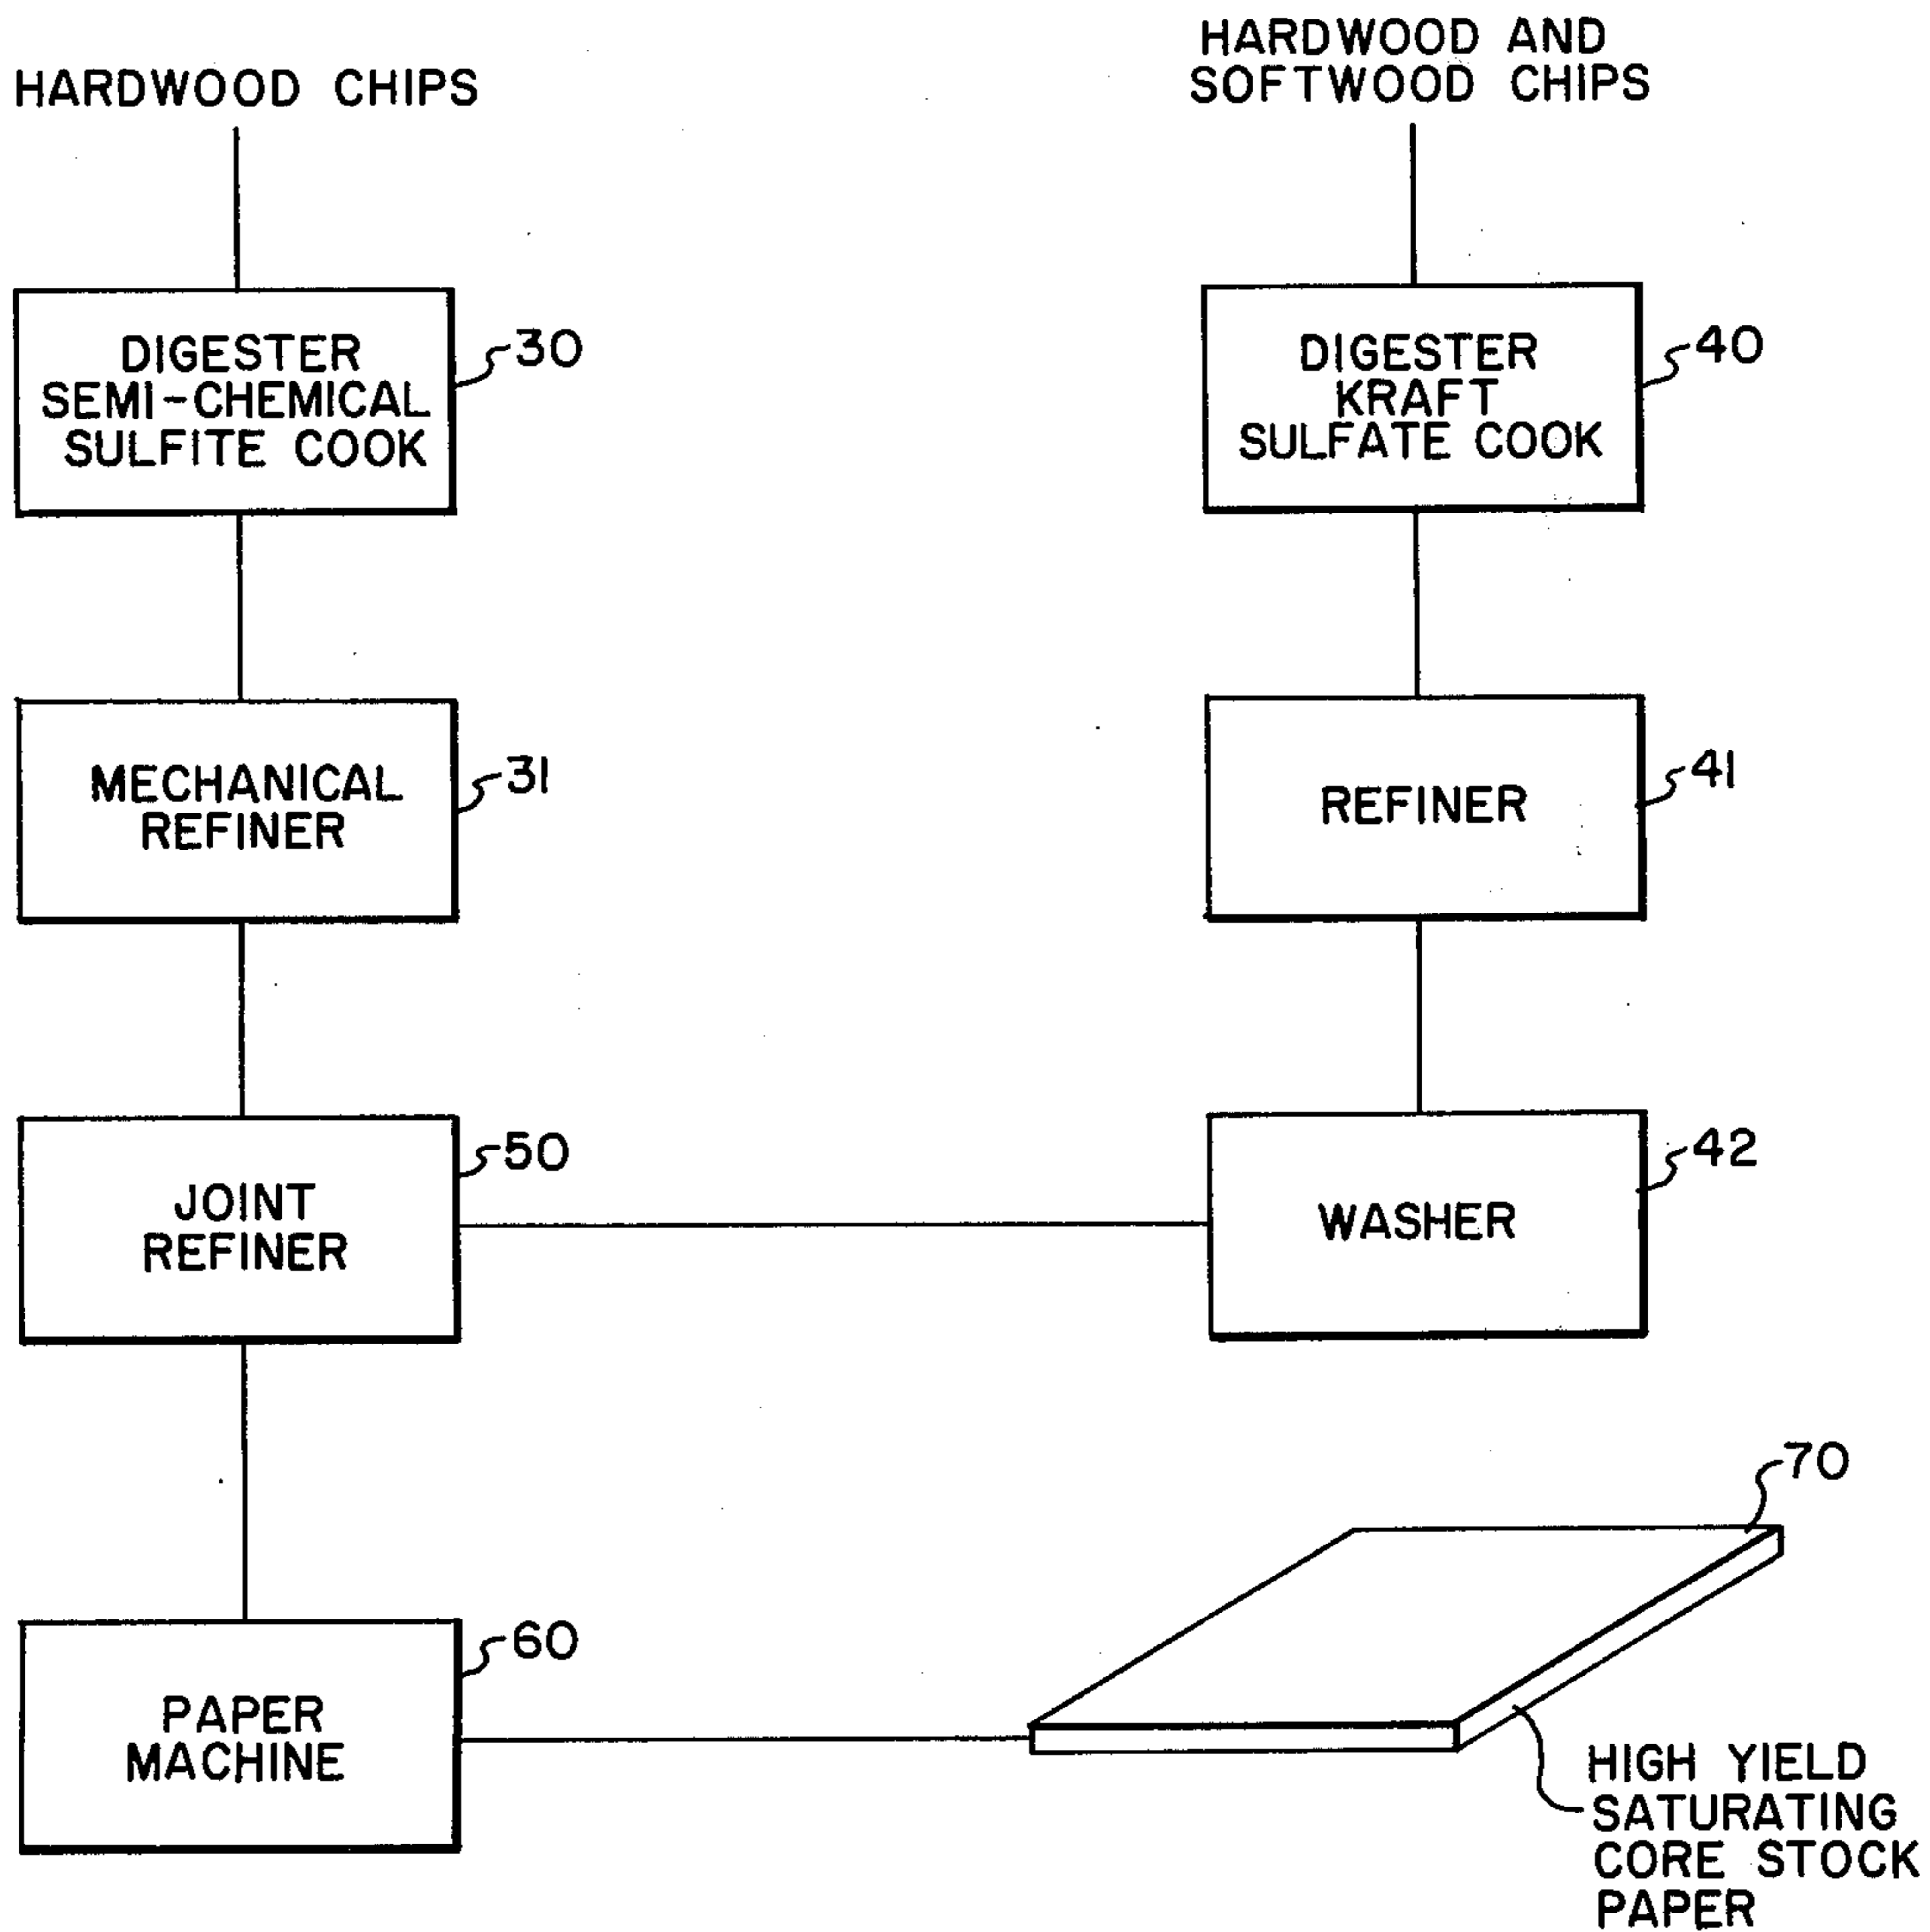 HARDWOOD CHIPS
HARDWOOD AND
SOFTWOOD CHIPS
DIGESTER
SEMI-CHEMICAL
SULFITE COOK
30
DIGESTER
KRAFT
SULFATE COOK
40
MECHANICAL
REFINER
31
REFINER
41
JOINT
REFINER
50
WASHER
42
PAPER
MACHINE
60
70
HIGH YIELD
SATURATING
CORE STOCK
PAPER